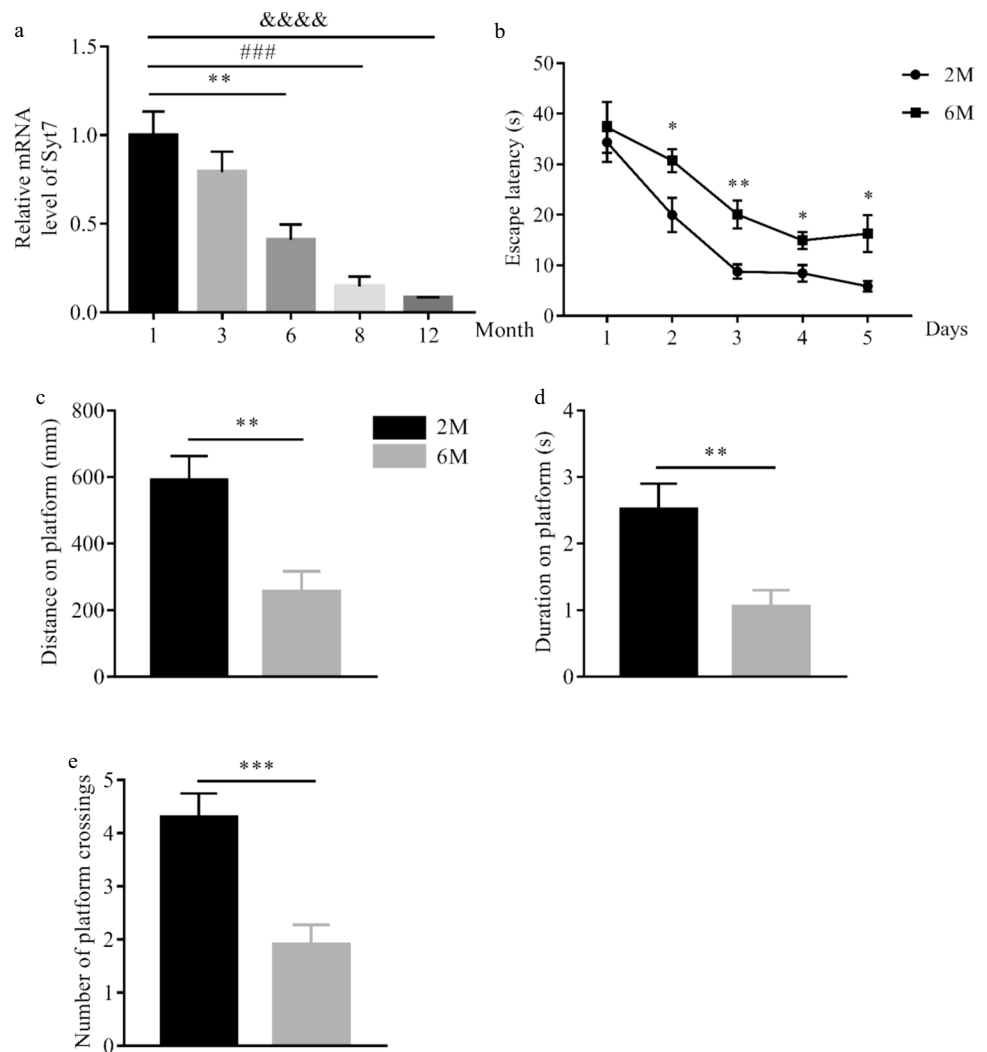 a
&&&&
###
**
Relative mRNA
level of Syt7
1.5
1.0
0.5
0.0
1 3 6 8 12 Month
b
Escape latency (s)
50
40
30
20
10
0
* ** * *
1 2 3 4 5 Days
2M
6M
c
Distance on platform (mm)
800
600
400
200
0
**
2M
6M
d
Duration on platform (s)
4
3
2
1
0
**
e
Number of platform crossings
5
4
3
2
1
0
***